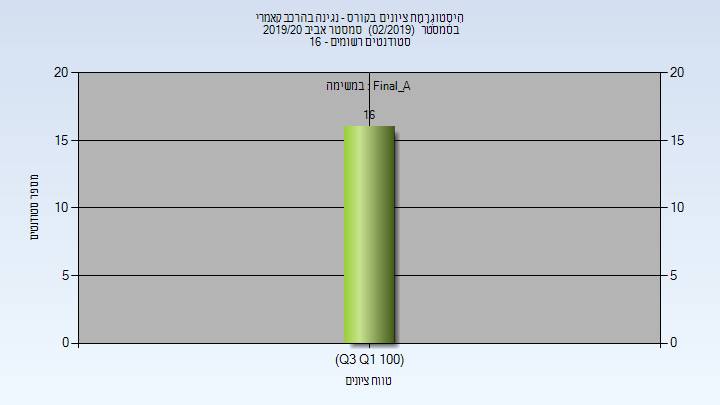 היסטוגרמת ציונים בקורס - נגינה בהרכב קאמרי
בסמסטר (02/2019) סמסטר אביב 2019/20
סטודנטים רשומים - 16
במשימה : Final_A
16
20
15
10
5
0
20
15
10
5
0
מספר סטודנטים
(Q3 Q1 100)
טווח ציונים